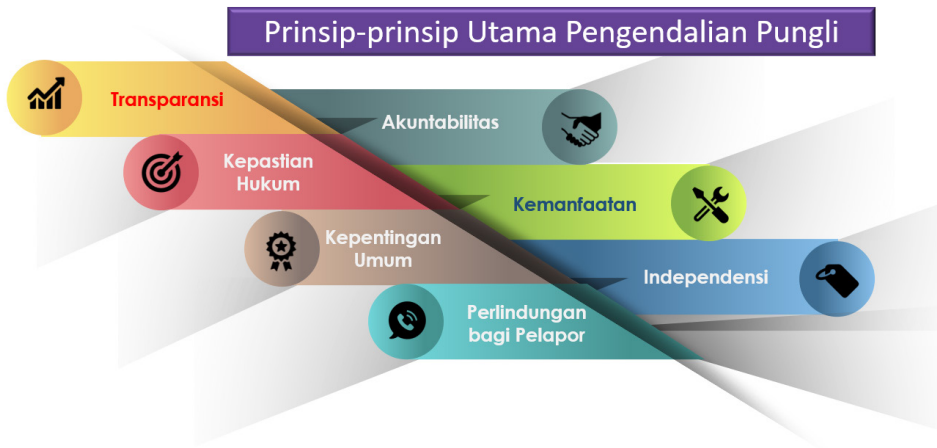 Prinsip-prinsip Utama Pengendalian Pungli
Transparansi
Akuntabilitas
Kepastian
Hukum
Kemanfaatan
Kepentingan
Umum
Independensi
Perlindungan
bagi Pelapor